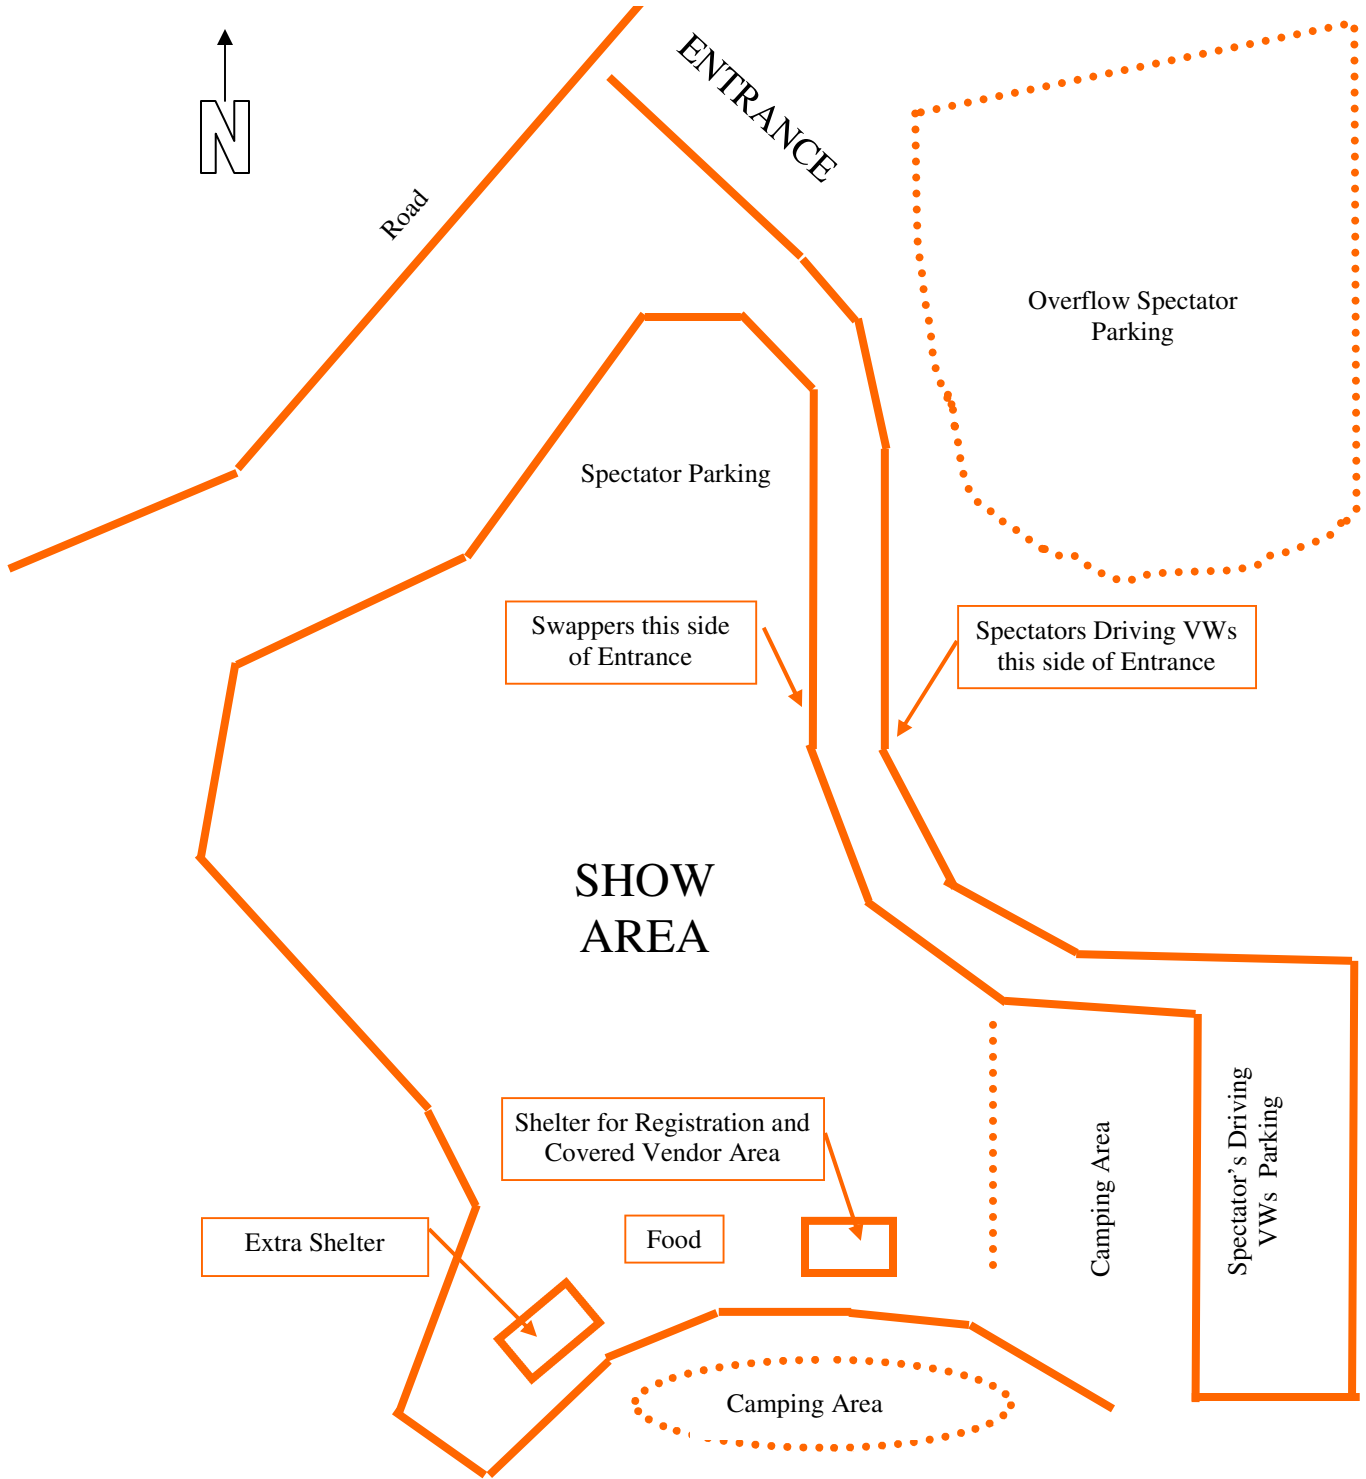 ENTRANCE
N
Road
Overflow Spectator
Parking
Spectator Parking
Swappers this side
of Entrance
Spectators Driving VWs
this side of Entrance
SHOW
AREA
Shelter for Registration and
Covered Vendor Area
Camping Area
Spectator’s Driving
VWs Parking
Extra Shelter
Food
Camping Area